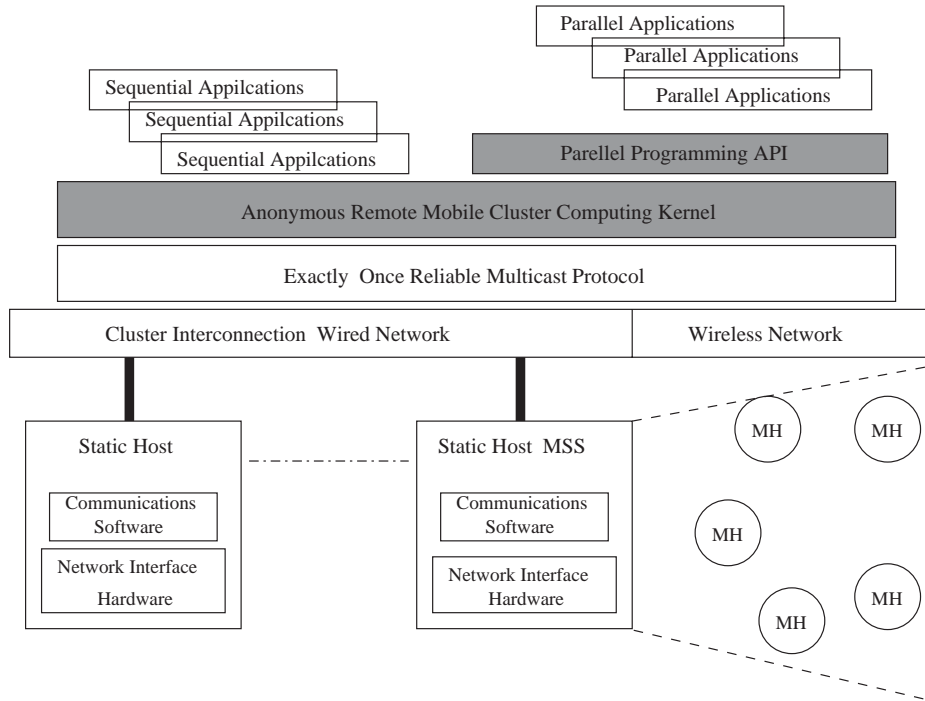 Parallel Applications
Parallel Applications
Parallel Applications
Sequential Appilcations
Sequential Appilcations
Sequential Appilcations
Parellel Programming API
Anonymous Remote Mobile Cluster Computing Kernel
Exactly Once Reliable Multicast Protocol
Cluster Interconnection Wired Network
Wireless Network
Static Host
Communications
Software
Network Interface
Hardware
Static Host MSS
Communications
Software
Network Interface
Hardware
MH
MH
MH
MH
MH